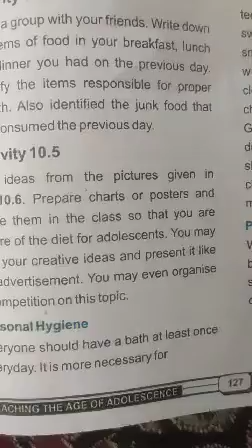 a group with your friends. Write down
ems of food in your breakfast, lunch
dinner you had on the previous day.
fy the items responsible for proper
h. Also identified the junk food that
consumed the previous day.
vity 10.5
ideas from the pictures given in
10.6. Prepare charts or posters and
e them in the class so that you are
re of the diet for adolescents. You may
your creative ideas and present it like
advertisement. You may even organise
ompetition on this topic.
sonal Hygiene
eryone should have a bath at least once
eryday. It is more necessary for
EACHING THE AGE OF ADOLESCENCE
127